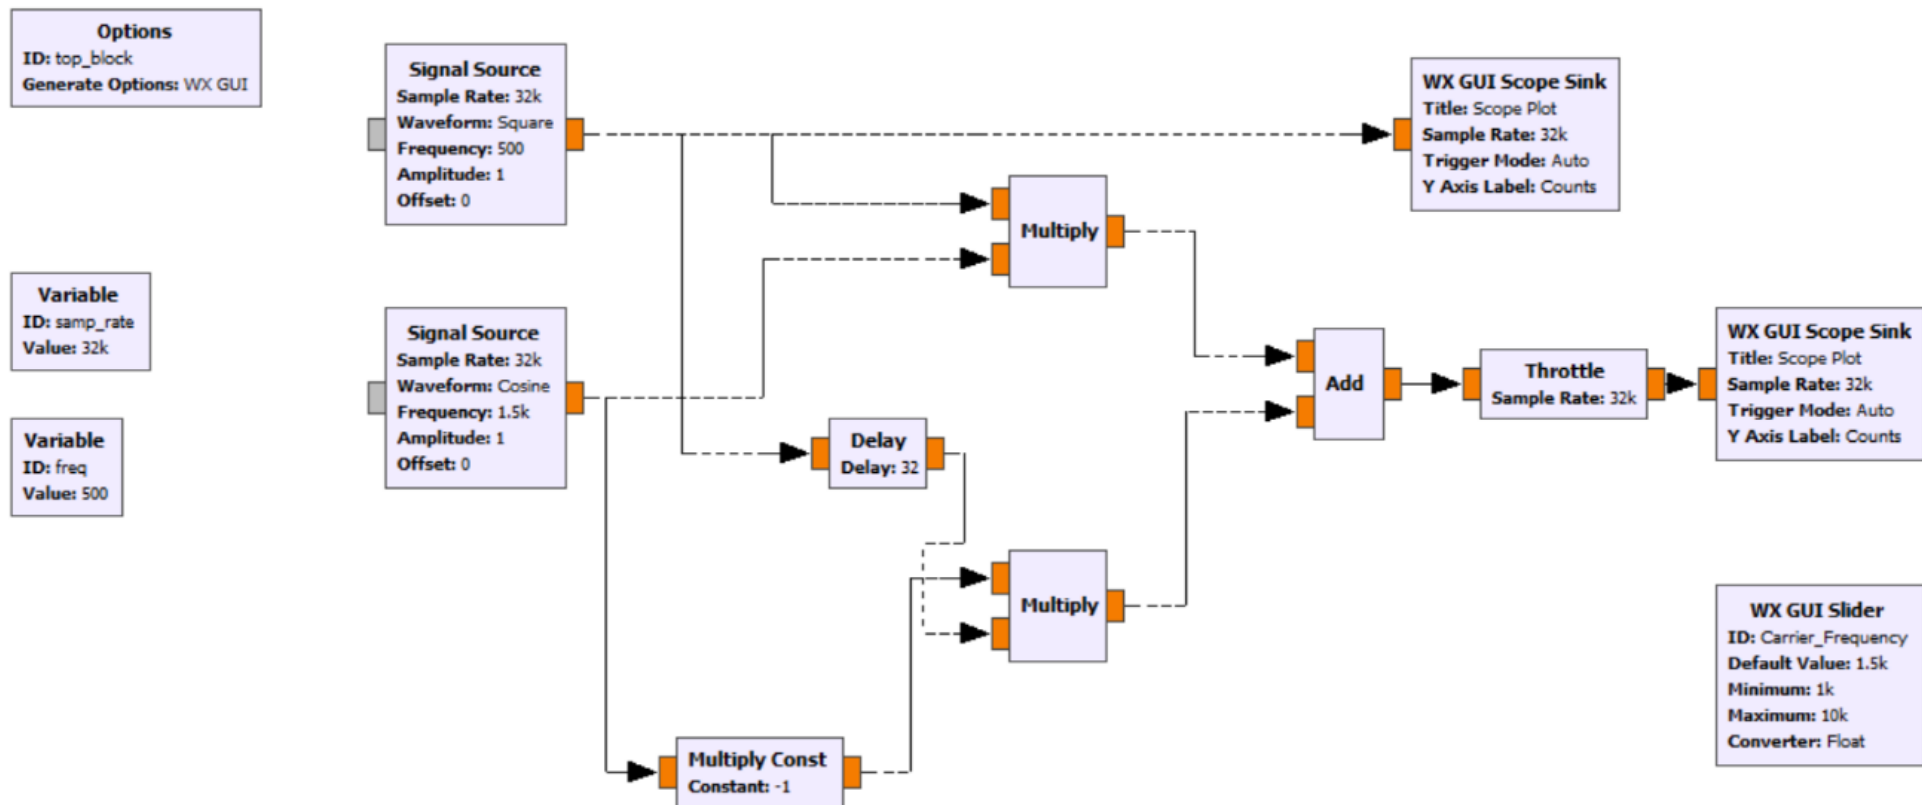 Options
ID: top_block
Generate Options: WX GUI
Signal Source
Sample Rate: 32k
Waveform: Square
Frequency: 500
Amplitude: 1
Offset: 0
WX GUI Scope Sink
Title: Scope Plot
Sample Rate: 32k
Trigger Mode: Auto
Y Axis Label: Counts
Multiply
Variable
ID: samp_rate
Value: 32k
Signal Source
Sample Rate: 32k
Waveform: Cosine
Frequency: 1.5k
Amplitude: 1
Offset: 0
Add
Throttle
Sample Rate: 32k
WX GUI Scope Sink
Title: Scope Plot
Sample Rate: 32k
Trigger Mode: Auto
Y Axis Label: Counts
Variable
ID: freq
Value: 500
Delay
Delay: 32
Multiply
WX GUI Slider
ID: Carrier_Frequency
Default Value: 1.5k
Minimum: 1k
Maximum: 10k
Converter: Float
Multiply Const
Constant: -1